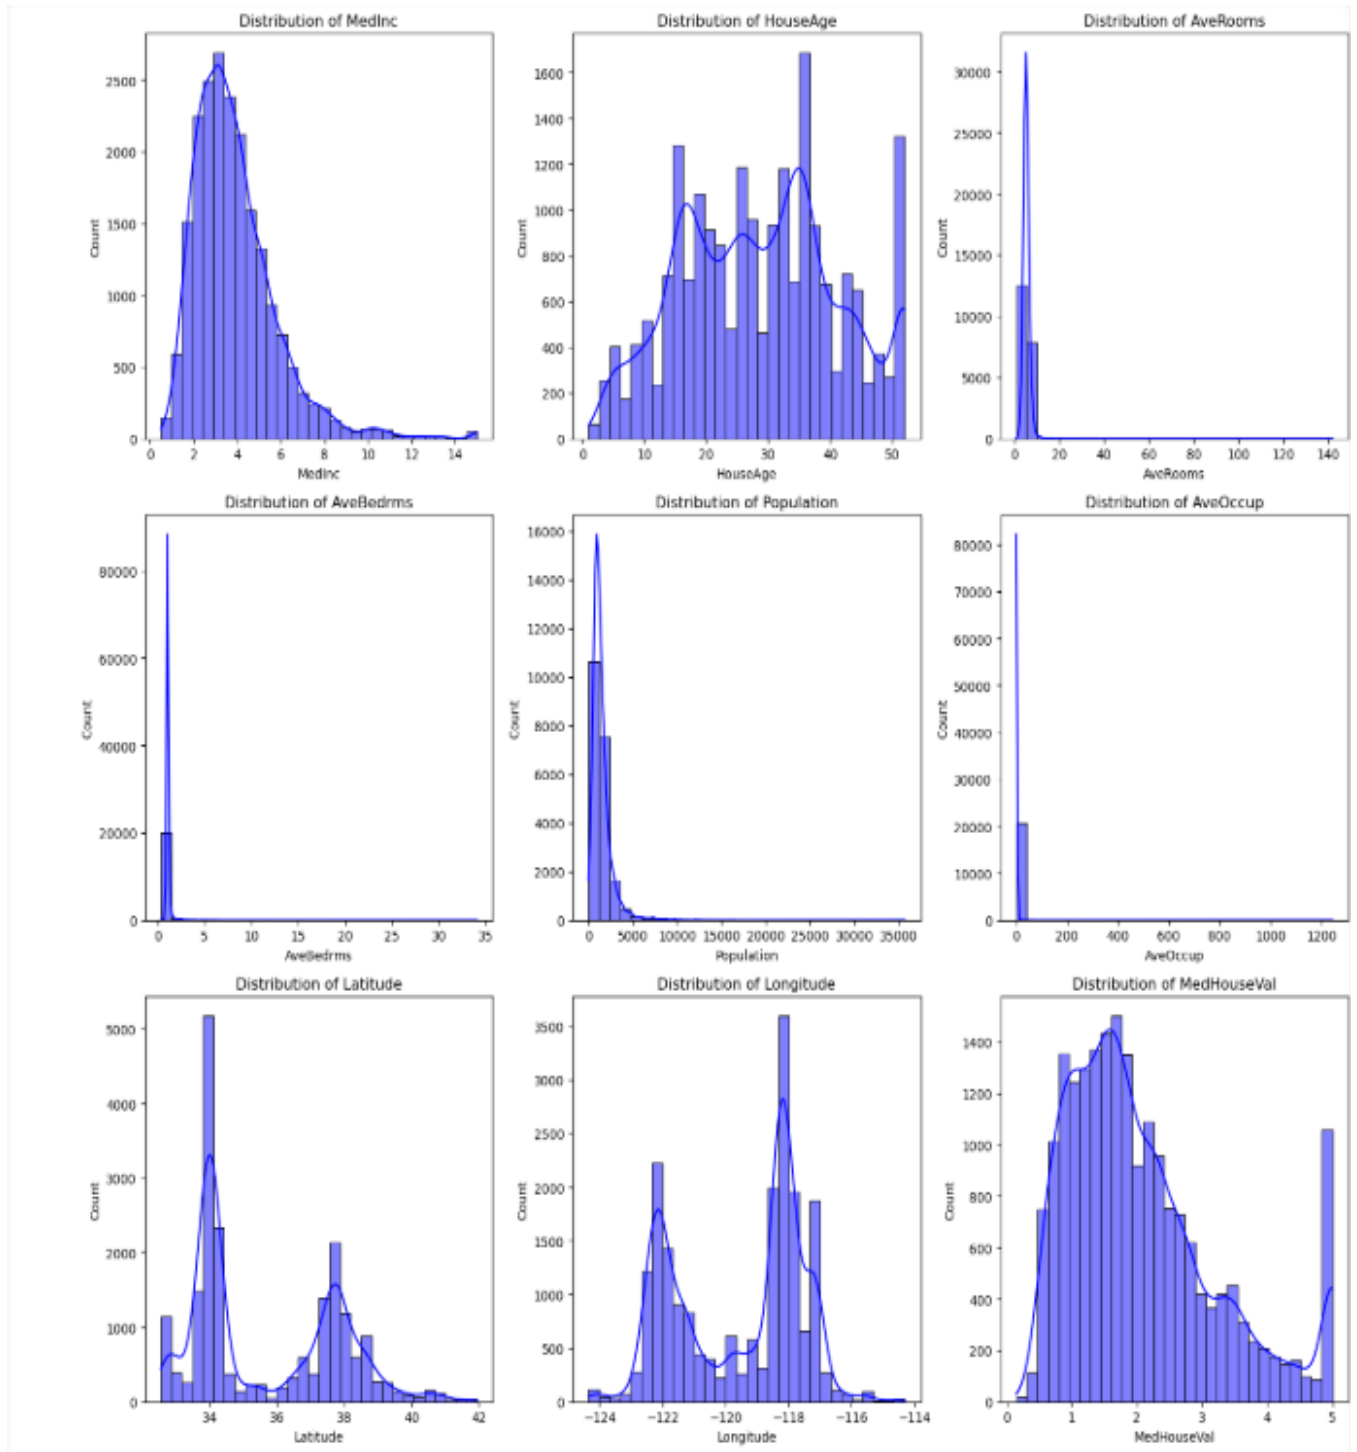 Distribution of MedInc
Count
2500
2000
1500
1000
500
0
0 2 4 6 8 10 12 14
MedInc
Distribution of HouseAge
Count
1600
1400
1200
1000
800
600
400
200
0
0 10 20 30 40 50
HouseAge
Distribution of AveRooms
Count
30000
25000
20000
15000
10000
5000
0
0 20 40 60 80 100 120 140
AveRooms
Distribution of AveBedrms
Count
80000
60000
40000
20000
0
0 5 10 15 20 25 30 35
AveBedrms
Distribution of Population
Count
16000
14000
12000
10000
8000
6000
4000
2000
0
0 5000 10000 15000 20000 25000 30000 35000
Population
Distribution of AveOccup
Count
80000
70000
60000
50000
40000
30000
20000
10000
0
0 200 400 600 800 1000 1200
AveOccup
Distribution of Latitude
Count
5000
4000
3000
2000
1000
0
34 36 38 40 42
Latitude
Distribution of Longitude
Count
3500
3000
2500
2000
1500
1000
500
0
−124 −122 −120 −118 −116 −114
Longitude
Distribution of MedHouseVal
Count
1400
1200
1000
800
600
400
200
0
0 1 2 3 4 5
MedHouseVal